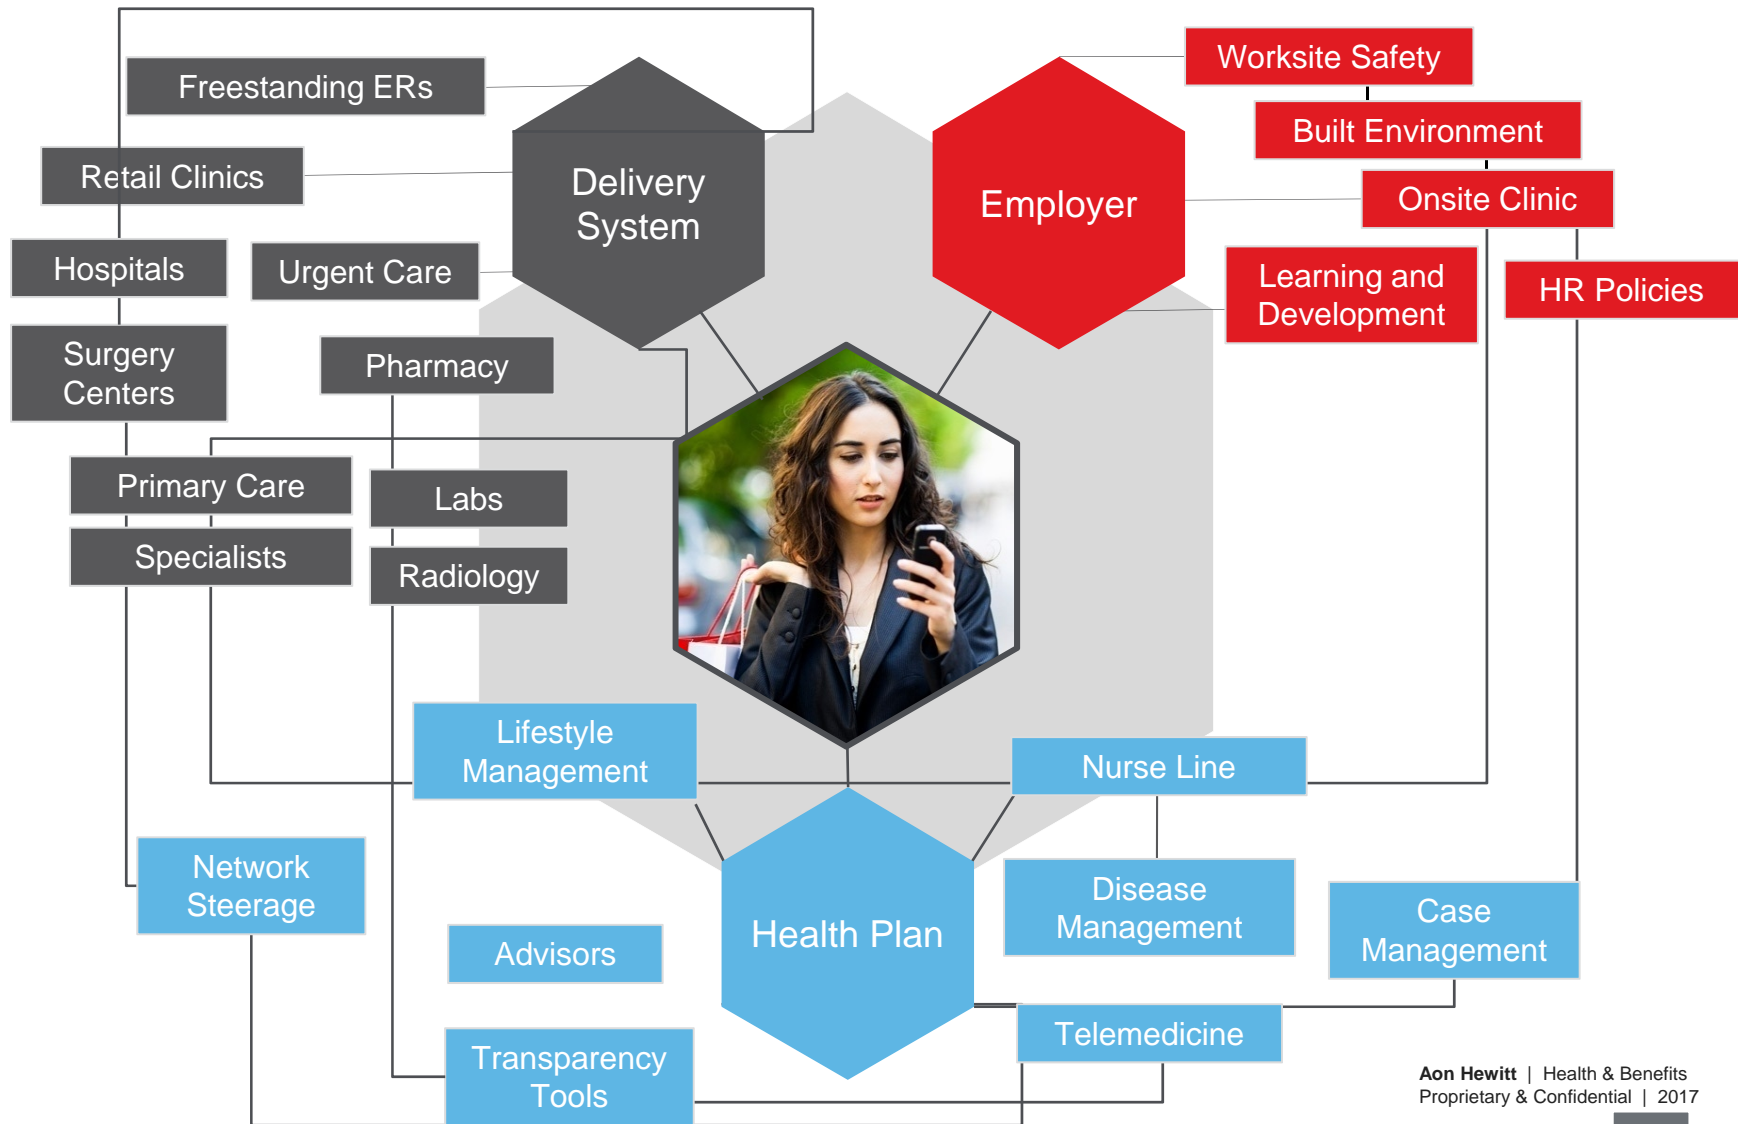 Freestanding ERs
Worksite Safety
Built Environment
Retail Clinics
Delivery
System
Employer
Onsite Clinic
Hospitals
Urgent Care
Learning and
Development
HR Policies
Surgery
Centers
Pharmacy
Primary Care
Labs
Specialists
Radiology
Lifestyle
Management
Nurse Line
Network
Steerage
Advisors
Health Plan
Disease
Management
Case
Management
Transparency
Tools
Telemedicine
Aon Hewitt | Health & Benefits
Proprietary & Confidential | 2017